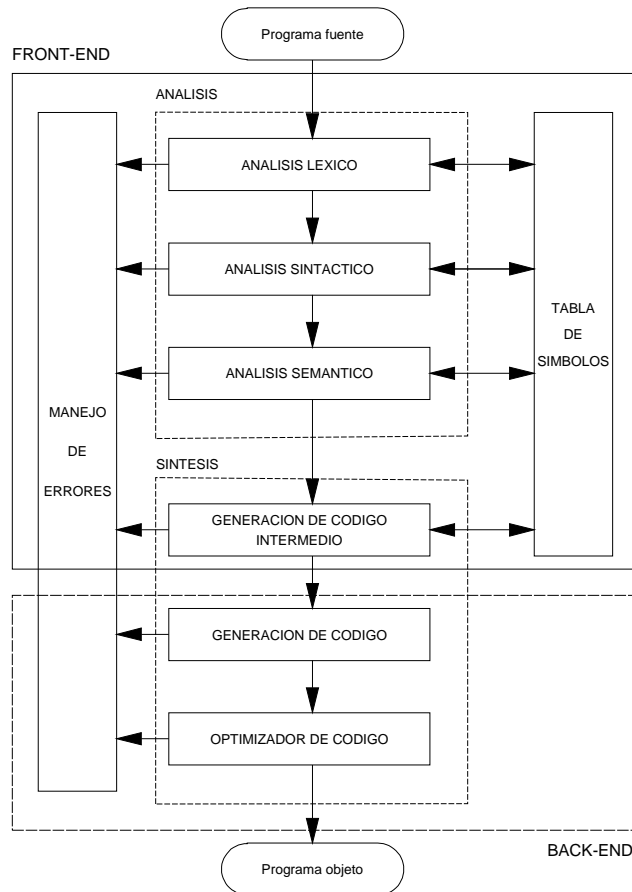 Programa fuente
FRONT-END
ANALISIS
ANALISIS LEXICO
ANALISIS SINTACTICO
ANALISIS SEMANTICO
TABLA
DE
SIMBOLOS
MANEJO
DE
ERRORES
SINTESIS
GENERACION DE CODIGO
INTERMEDIO
GENERACION DE CODIGO
OPTIMIZADOR DE CODIGO
BACK-END
Programa objeto